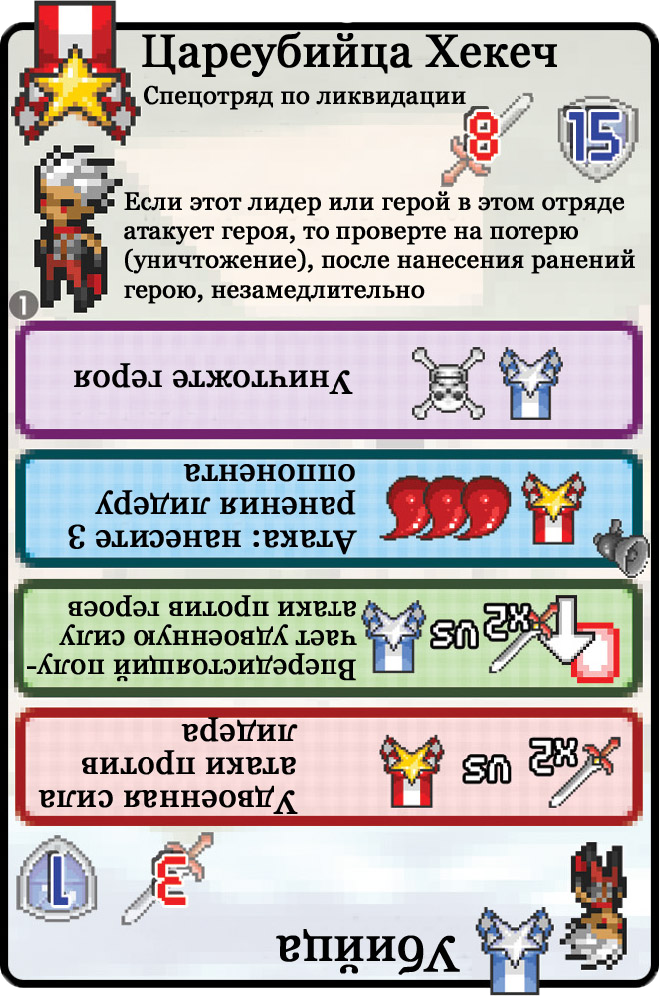 Цареубийца Хекеч
Спецотряд по ликвидации
8 15
Если этот лидер или герой в этом отряде
атакует героя, то проверте на потерю
(уничтожение), после нанесения ранений
герою, незамедлительно
1
Убийца
3 1
x2 vs
Удвоенная сила
атаки против
лидера
x2 vs
Впередистоящий полу-
чает удвоенную силу
атаки против героев
Атака: нанесите 3
ранения лидеру
оппонента
Уничтожте героя